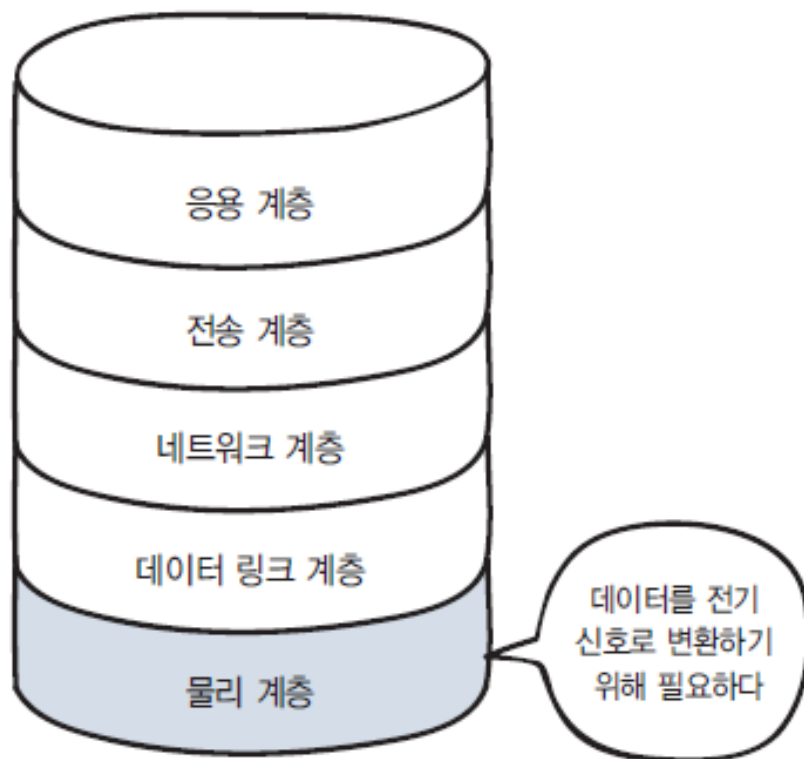 응용 계층
전송 계층
네트워크 계층
데이터 링크 계층
물리 계층
데이터를 전기
신호로 변환하기
위해 필요하다